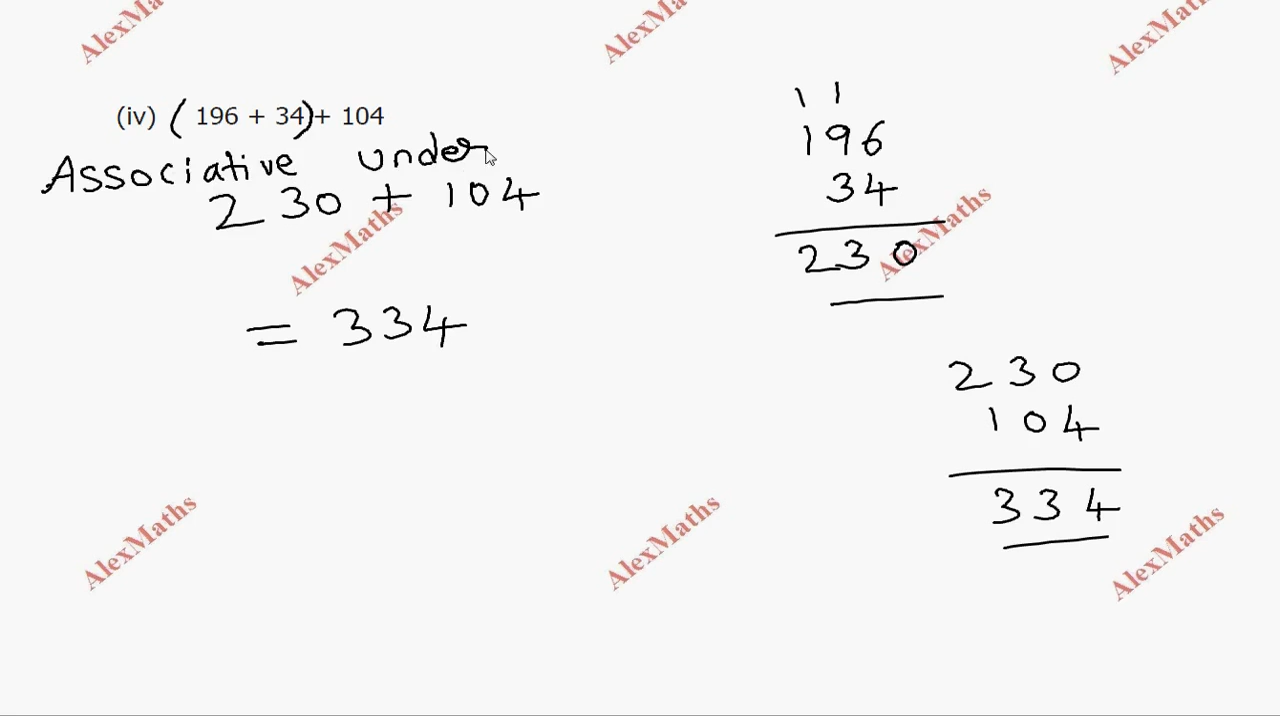 AlexMaths AlexMaths AlexMaths
(iv) ( 196 + 34)+ 104
Associative under
230 + 104
AlexMaths
= 334
1 1
196
34
230
AlexMaths
230
104
334
AlexMaths AlexMaths AlexMaths